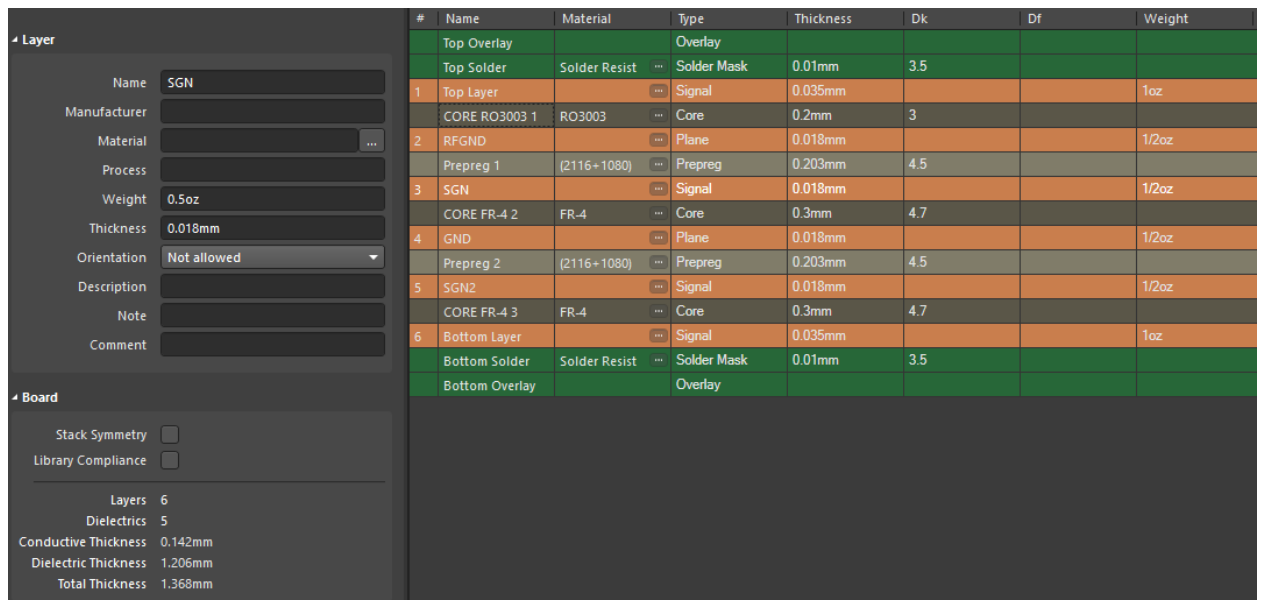 Layer
Name SGN
Manufacturer
Material ...
Process
Weight 0.5oz
Thickness 0.018mm
Orientation Not allowed
Description
Note
Comment
Board
Stack Symmetry
Library Compliance
Layers 6
Dielectrics 5
Conductive Thickness 0.142mm
Dielectric Thickness 1.206mm
Total Thickness 1.368mm
# Name Material Type Thickness Dk Df Weight
Top Overlay Overlay
Top Solder Solder Resist ... Solder Mask 0.01mm 3.5
1 Top Layer ... Signal 0.035mm 1oz
CORE RO3003 1 RO3003 ... Core 0.2mm 3
2 RFGND ... Plane 0.018mm 1/2oz
Prepreg 1 (2116+1080) ... Prepreg 0.203mm 4.5
3 SGN ... Signal 0.018mm 1/2oz
CORE FR-4 2 FR-4 ... Core 0.3mm 4.7
4 GND ... Plane 0.018mm 1/2oz
Prepreg 2 (2116+1080) ... Prepreg 0.203mm 4.5
5 SGN2 ... Signal 0.018mm 1/2oz
CORE FR-4 3 FR-4 ... Core 0.3mm 4.7
6 Bottom Layer ... Signal 0.035mm 1oz
Bottom Solder Solder Resist ... Solder Mask 0.01mm 3.5
Bottom Overlay Overlay